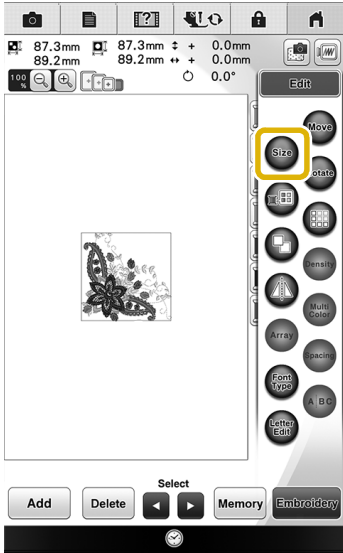 87.3mm 87.3mm + 0.0mm
89.2mm 89.2mm + 0.0mm
100 % 0.0°
Edit
Move
Size
otate
Density
Multi
Color
Array
Spacing
Font
Type
A BC
Letter
Edit
Select
Add Delete Memory Embroidery